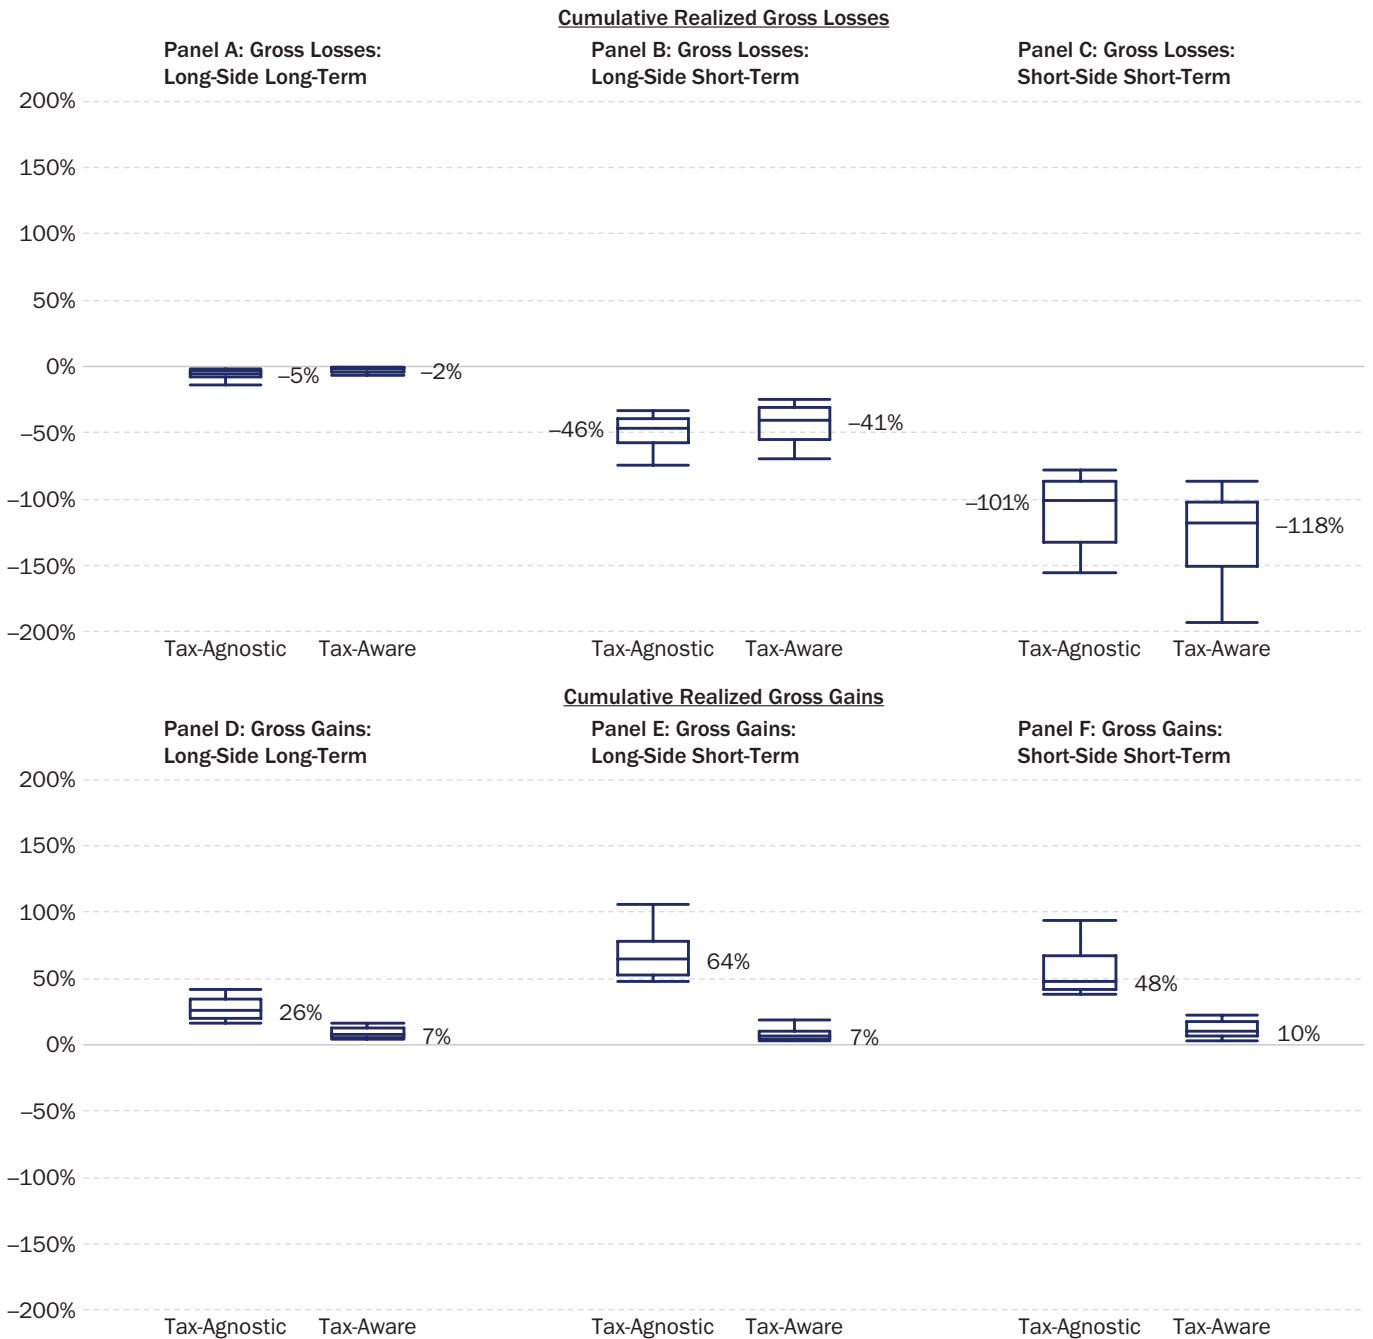 Cumulative Realized Gross Losses
Panel A: Gross Losses:
Long-Side Long-Term
Panel B: Gross Losses:
Long-Side Short-Term
Panel C: Gross Losses:
Short-Side Short-Term
200%
150%
100%
50%
0%
–50%
–100%
–150%
–200%
–5%
–2%
–46%
–41%
–101%
–118%
Tax-Agnostic
Tax-Aware
Tax-Agnostic
Tax-Aware
Tax-Agnostic
Tax-Aware
Cumulative Realized Gross Gains
Panel D: Gross Gains:
Long-Side Long-Term
Panel E: Gross Gains:
Long-Side Short-Term
Panel F: Gross Gains:
Short-Side Short-Term
200%
150%
100%
50%
0%
–50%
–100%
–150%
–200%
26%
7%
64%
7%
48%
10%
Tax-Agnostic
Tax-Aware
Tax-Agnostic
Tax-Aware
Tax-Agnostic
Tax-Aware